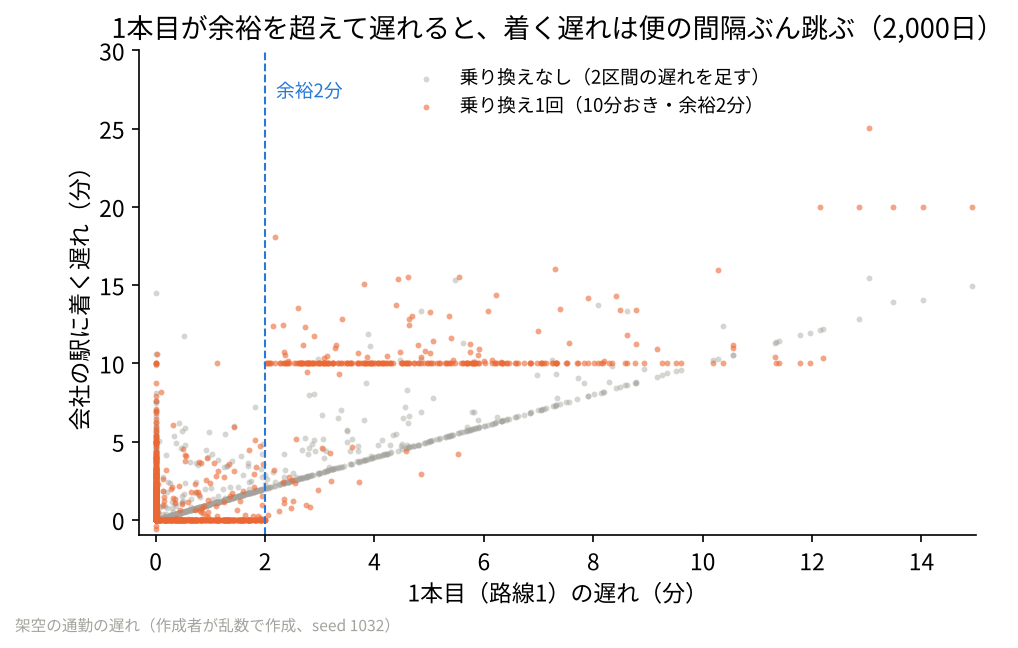 1本目が余裕を超えて遅れると、着く遅れは便の間隔ぶん跳ぶ（2,000日）
余裕2分
乗り換えなし（2区間の遅れを足す）
乗り換え1回（10分おき・余裕2分）
会社の駅に着く遅れ（分）
30
25
20
15
10
5
0
0 2 4 6 8 10 12 14
1本目（路線1）の遅れ（分）
架空の通勤の遅れ（作成者が乱数で作成、seed 1032）